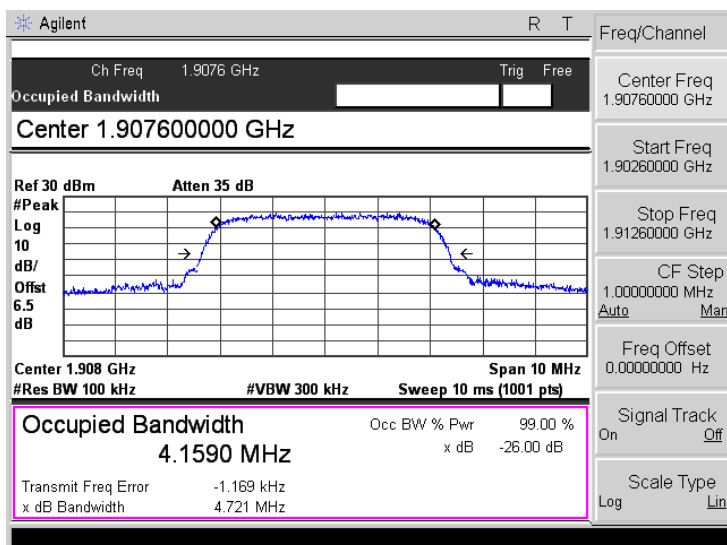 Agilent R T
Ch Freq 1.9076 GHz Trig Free
Occupied Bandwidth
Center 1.907600000 GHz
Ref 30 dBm Atten 35 dB
#Peak
Log
10
dB/
Offst
6.5
dB
Center 1.908 GHz Span 10 MHz
#Res BW 100 kHz #VBW 300 kHz Sweep 10 ms (1001 pts)
Occupied Bandwidth Occ BW % Pwr 99.00 %
4.1590 MHz x dB -26.00 dB
Transmit Freq Error -1.169 kHz
x dB Bandwidth 4.721 MHz
Freq/Channel
Center Freq
1.90760000 GHz
Start Freq
1.90260000 GHz
Stop Freq
1.91260000 GHz
CF Step
1.00000000 MHz
Auto Man
Freq Offset
0.00000000 Hz
Signal Track
On Off
Scale Type
Log Lin